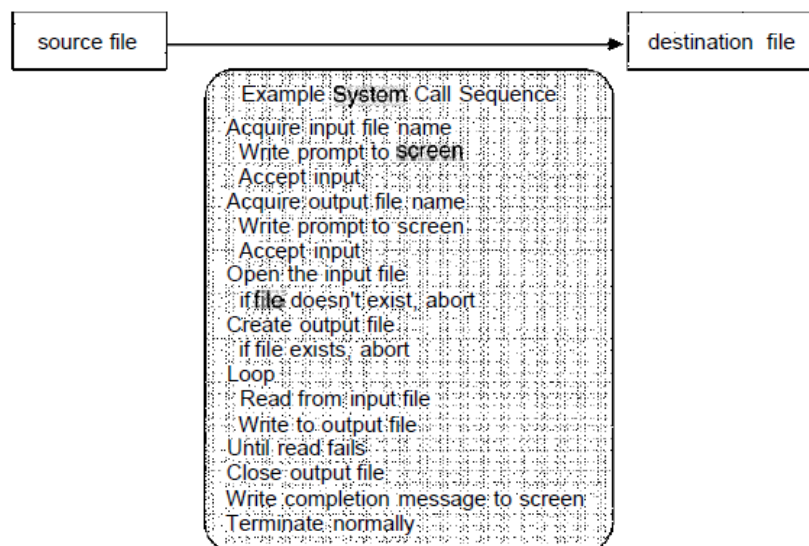 source file
destination file
Example System Call Sequence
Acquire input file name
Write prompt to screen
Accept input
Acquire output file name
Write prompt to screen
Accept input
Open the input file
if file doesn't exist, abort
Create output file
if file exists, abort
Loop
Read from input file
Write to output file
Until read fails
Close output file
Write completion message to screen
Terminate normally